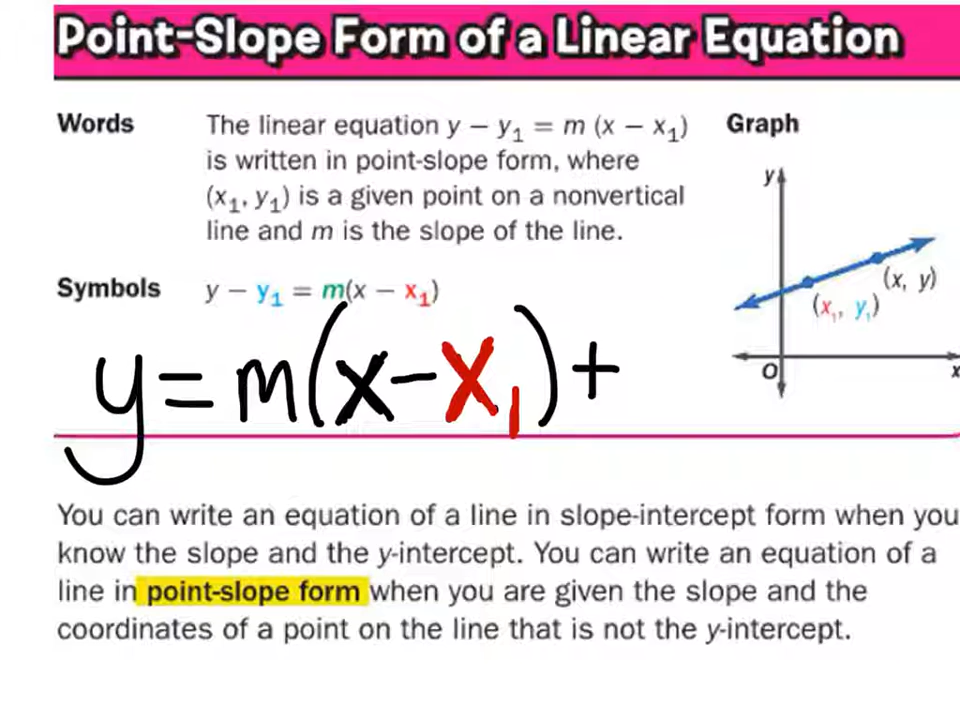 Point-Slope Form of a Linear Equation
Words
The linear equation y − y₁ = m (x − x₁)
is written in point-slope form, where
(x₁, y₁) is a given point on a nonvertical
line and m is the slope of the line.
Symbols
y − y₁ = m(x − x₁)
Graph
y
(x, y)
(x₁, y₁)
O
x
y = m(x − x₁) +
You can write an equation of a line in slope-intercept form when you
know the slope and the y-intercept. You can write an equation of a
line in point-slope form when you are given the slope and the
coordinates of a point on the line that is not the y-intercept.